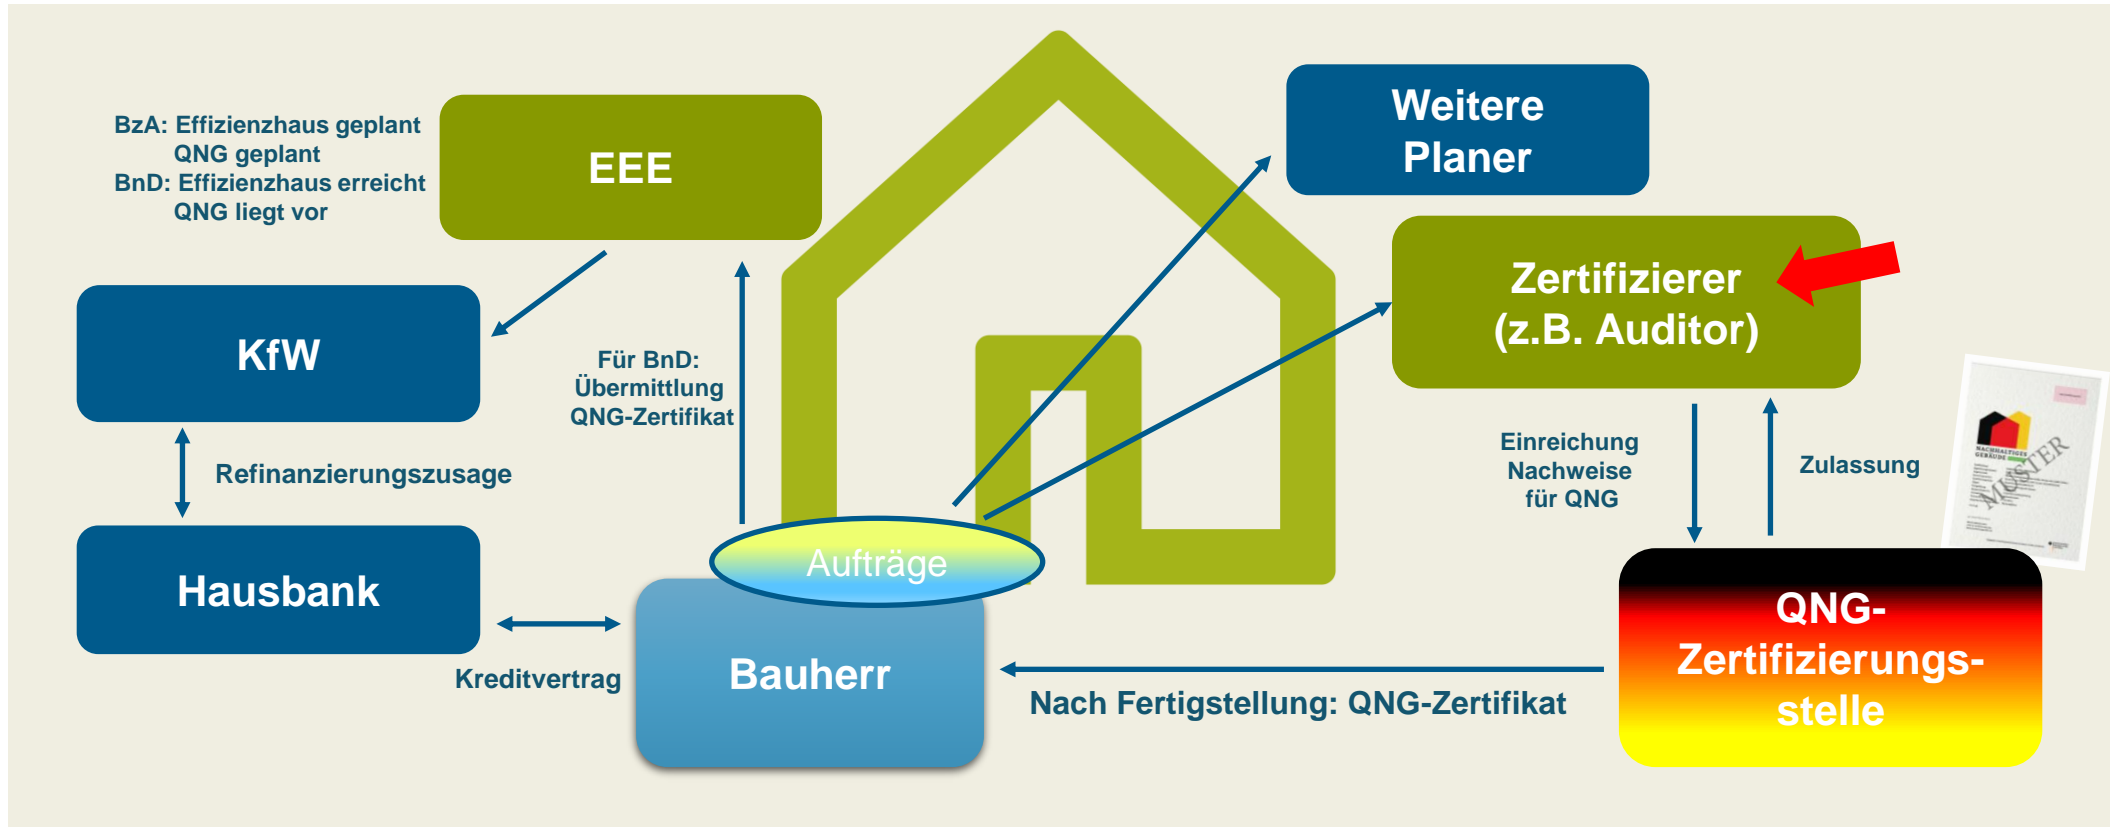 BzA: Effizienzhaus geplant
QNG geplant
BnD: Effizienzhaus erreicht
QNG liegt vor
EEE
Weitere
Planer
Zertifizierer
(z.B. Auditor)
KfW
Für BnD:
Übermittlung
QNG-Zertifikat
Refinanzierungszusage
Einreichung
Nachweise
für QNG
Zulassung
NACHHALTIGES
GEBÄUDE
MUSTER
Hausbank
Aufträge
Kreditvertrag
Bauherr
Nach Fertigstellung: QNG-Zertifikat
QNG-
Zertifizierungs-
stelle